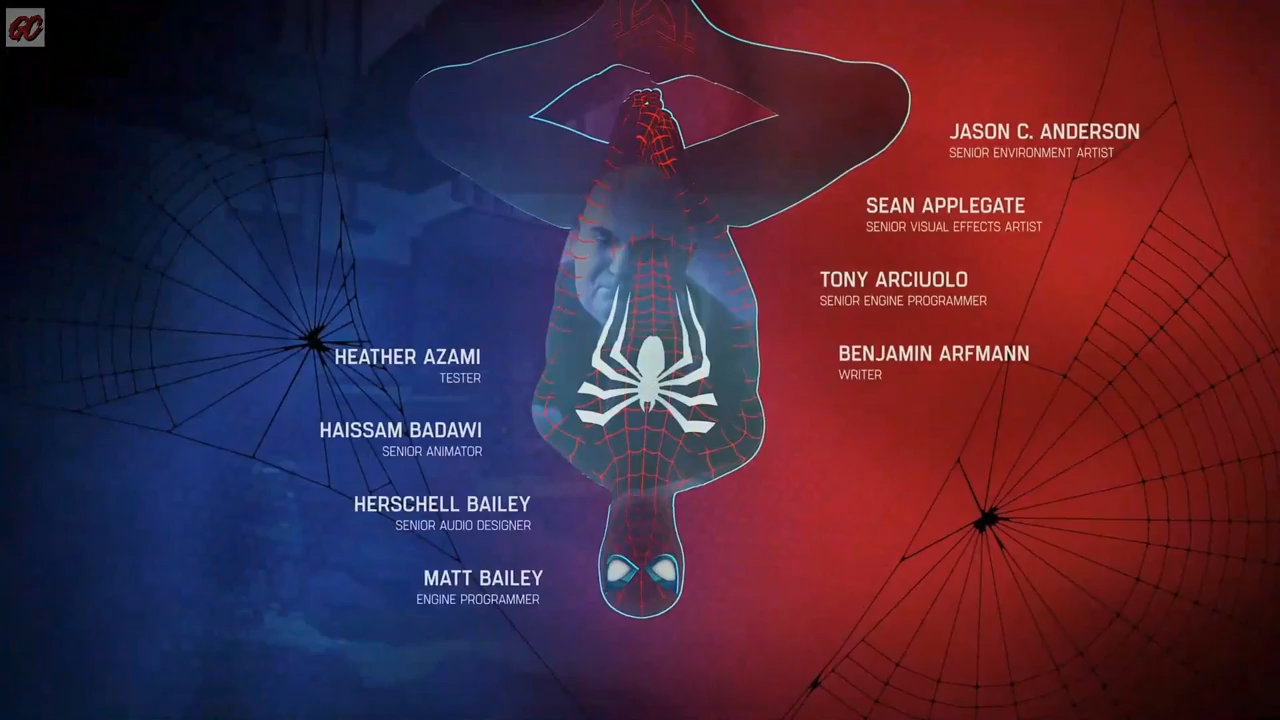 GC
JASON C. ANDERSON
SENIOR ENVIRONMENT ARTIST
SEAN APPLEGATE
SENIOR VISUAL EFFECTS ARTIST
TONY ARCIUOLO
SENIOR ENGINE PROGRAMMER
BENJAMIN ARFMANN
WRITER
HEATHER AZAMI
TESTER
HAISSAM BADAWI
SENIOR ANIMATOR
HERSCHELL BAILEY
SENIOR AUDIO DESIGNER
MATT BAILEY
ENGINE PROGRAMMER